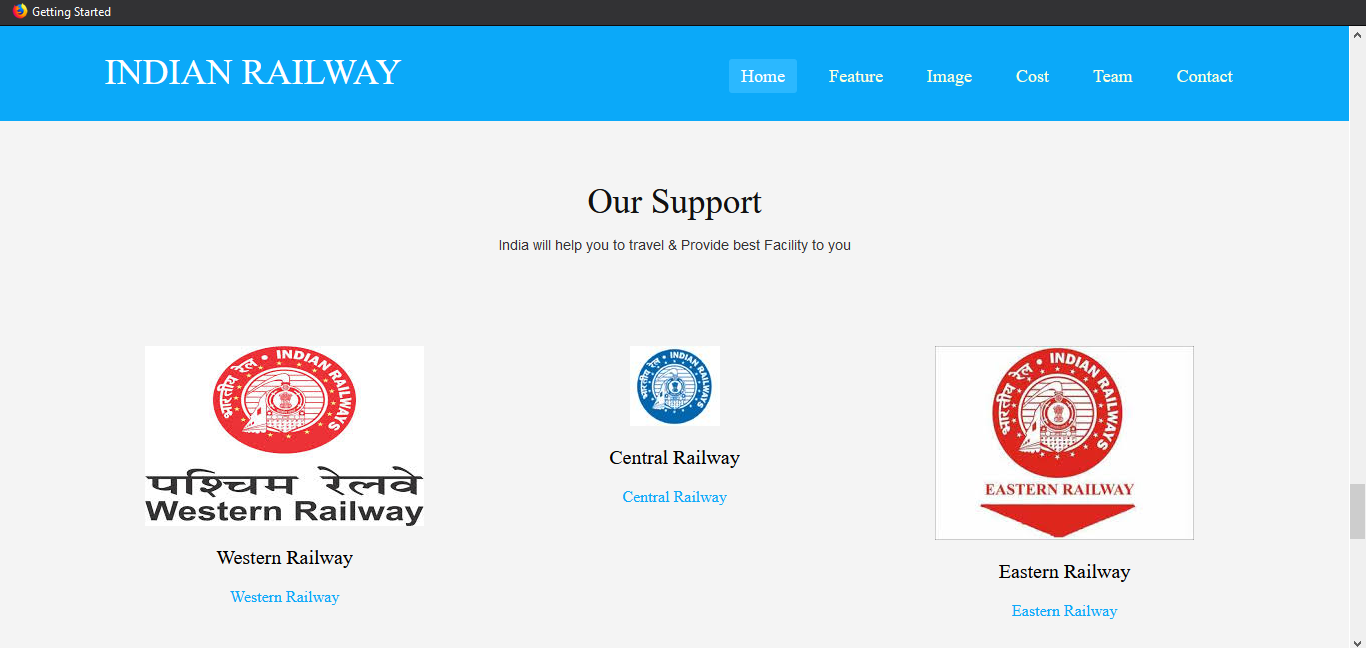 Getting Started
INDIAN RAILWAY
Home
Feature
Image
Cost
Team
Contact
Our Support
India will help you to travel & Provide best Facility to you
भारतीय रेल • INDIAN RAILWAYS
पश्चिम रेलवे
Western Railway
Western Railway
Western Railway
भारतीय रेल • INDIAN RAILWAYS
Central Railway
Central Railway
भारतीय रेल • INDIAN RAILWAYS
EASTERN RAILWAY
Eastern Railway
Eastern Railway